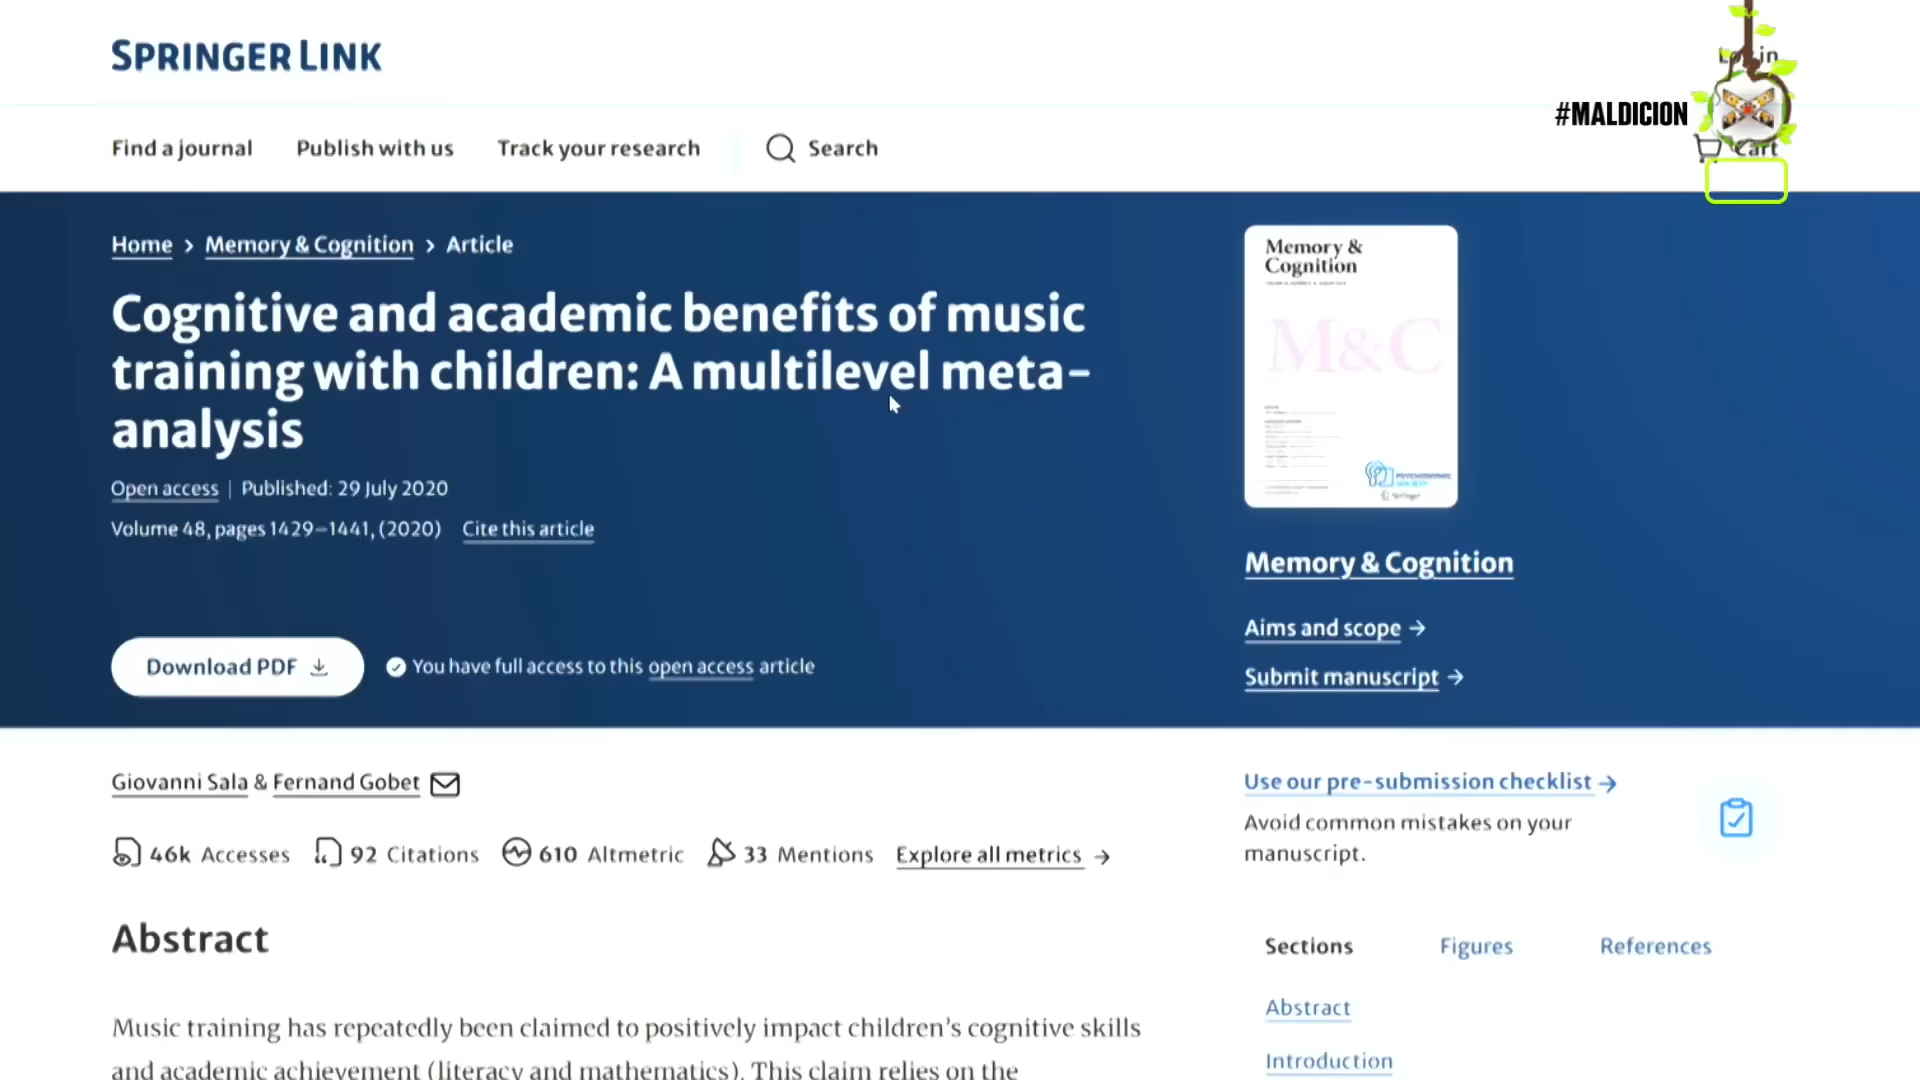 SPRINGER LINK
Log in
#MALDICION
Find a journal Publish with us Track your research Search
Cart
Home > Memory & Cognition > Article
Cognitive and academic benefits of music
training with children: A multilevel meta-
analysis
Open access | Published: 29 July 2020
Volume 48, pages 1429–1441, (2020) Cite this article
Download PDF
You have full access to this open access article
Memory &
Cognition
M&C
Springer
Memory & Cognition
Aims and scope →
Submit manuscript →
Giovanni Sala & Fernand Gobet
46k Accesses 92 Citations 610 Altmetric 33 Mentions Explore all metrics →
Use our pre-submission checklist →
Avoid common mistakes on your
manuscript.
Abstract
Music training has repeatedly been claimed to positively impact children’s cognitive skills
and academic achievement (literacy and mathematics). This claim relies on the
Sections Figures References
Abstract
Introduction